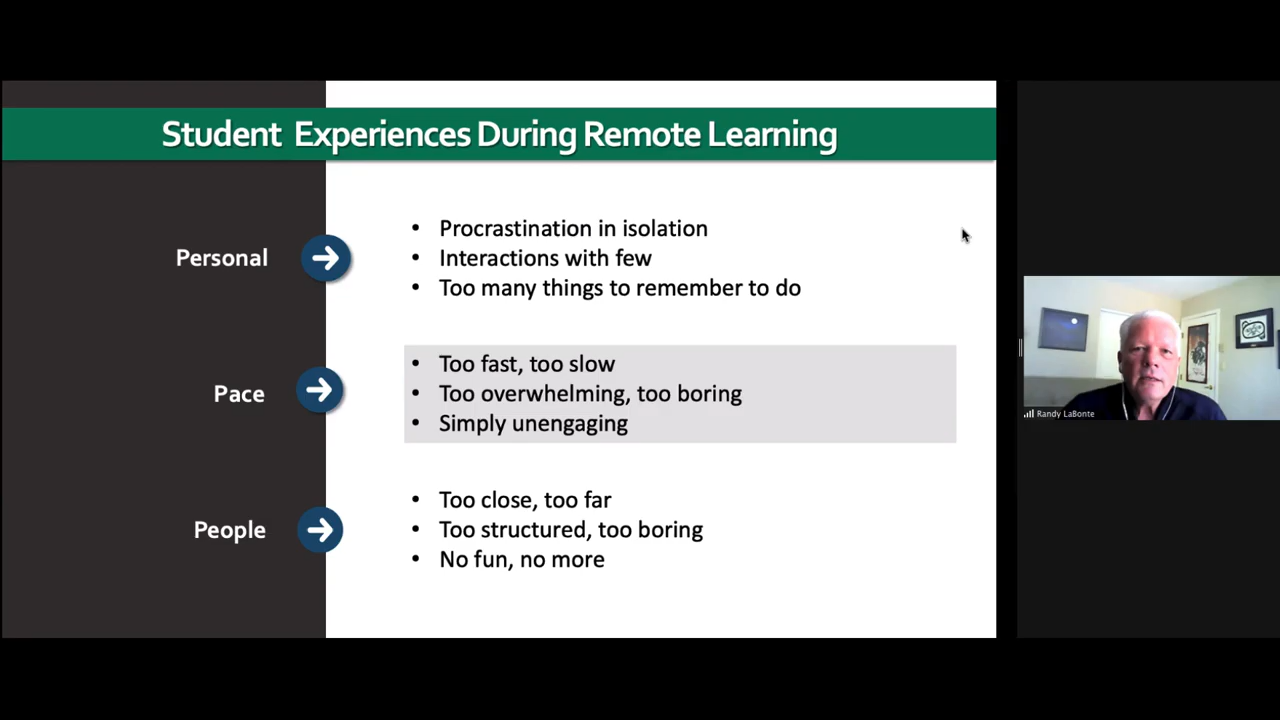 Student Experiences During Remote Learning
Personal
• Procrastination in isolation
• Interactions with few
• Too many things to remember to do
Pace
• Too fast, too slow
• Too overwhelming, too boring
• Simply unengaging
People
• Too close, too far
• Too structured, too boring
• No fun, no more
Randy LaBonte